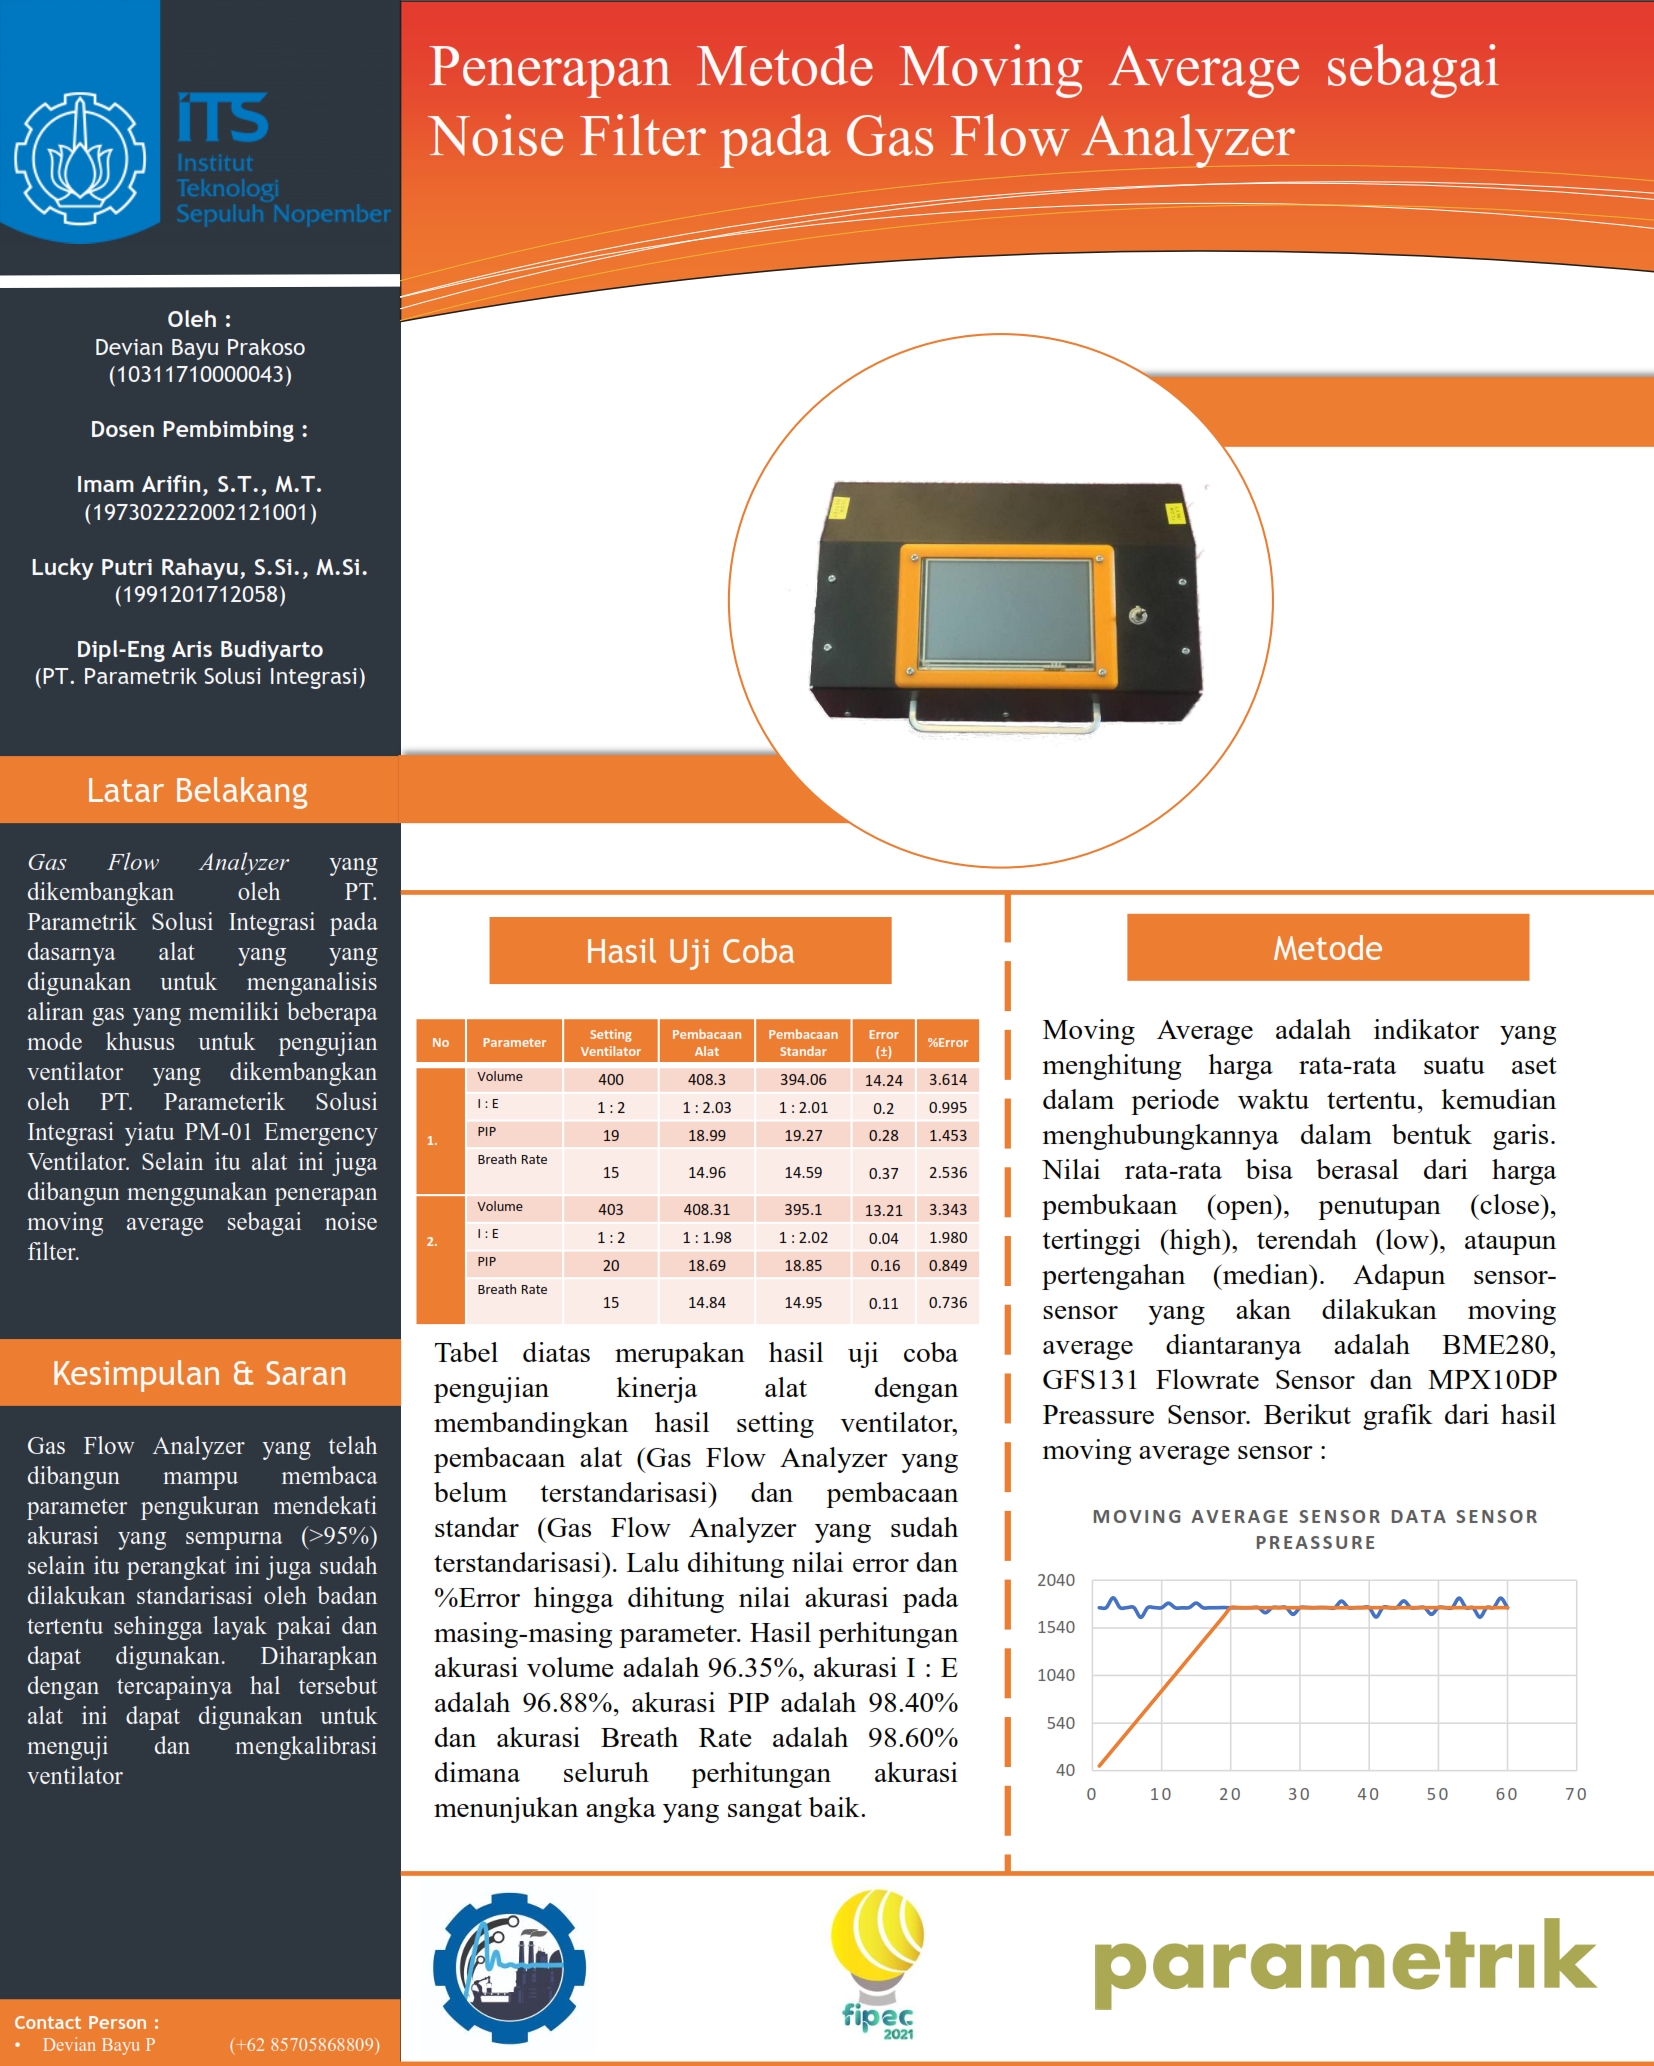 ITS
Institut
Teknologi
Sepuluh Nopember
Penerapan Metode Moving Average sebagai
Noise Filter pada Gas Flow Analyzer
Oleh :
Devian Bayu Prakoso
(10311710000043)
Dosen Pembimbing :
Imam Arifin, S.T., M.T.
(197302222002121001)
Lucky Putri Rahayu, S.Si., M.Si.
(1991201712058)
Dipl-Eng Aris Budiyarto
(PT. Parametrik Solusi Integrasi)
Latar Belakang
Gas Flow Analyzer yang
dikembangkan oleh PT.
Parametrik Solusi Integrasi pada
dasarnya alat yang yang
digunakan untuk menganalisis
aliran gas yang memiliki beberapa
mode khusus untuk pengujian
ventilator yang dikembangkan
oleh PT. Parameterik Solusi
Integrasi yiatu PM-01 Emergency
Ventilator. Selain itu alat ini juga
dibangun menggunakan penerapan
moving average sebagai noise
filter.
Kesimpulan & Saran
Gas Flow Analyzer yang telah
dibangun mampu membaca
parameter pengukuran mendekati
akurasi yang sempurna (>95%)
selain itu perangkat ini juga sudah
dilakukan standarisasi oleh badan
tertentu sehingga layak pakai dan
dapat digunakan. Diharapkan
dengan tercapainya hal tersebut
alat ini dapat digunakan untuk
menguji dan mengkalibrasi
ventilator
Contact Person :
• Devian Bayu P (+62 85705868809)
Hasil Uji Coba
No Parameter Setting Ventilator Pembacaan Alat Pembacaan Standar Error (±) %Error
1.
Volume 400 408.3 394.06 14.24 3.614
I : E 1 : 2 1 : 2.03 1 : 2.01 0.2 0.995
PIP 19 18.99 19.27 0.28 1.453
Breath Rate 15 14.96 14.59 0.37 2.536
2.
Volume 403 408.31 395.1 13.21 3.343
I : E 1 : 2 1 : 1.98 1 : 2.02 0.04 1.980
PIP 20 18.69 18.85 0.16 0.849
Breath Rate 15 14.84 14.95 0.11 0.736
Tabel diatas merupakan hasil uji coba
pengujian kinerja alat dengan
membandingkan hasil setting ventilator,
pembacaan alat (Gas Flow Analyzer yang
belum terstandarisasi) dan pembacaan
standar (Gas Flow Analyzer yang sudah
terstandarisasi). Lalu dihitung nilai error dan
%Error hingga dihitung nilai akurasi pada
masing-masing parameter. Hasil perhitungan
akurasi volume adalah 96.35%, akurasi I : E
adalah 96.88%, akurasi PIP adalah 98.40%
dan akurasi Breath Rate adalah 98.60%
dimana seluruh perhitungan akurasi
menunjukan angka yang sangat baik.
Metode
Moving Average adalah indikator yang
menghitung harga rata-rata suatu aset
dalam periode waktu tertentu, kemudian
menghubungkannya dalam bentuk garis.
Nilai rata-rata bisa berasal dari harga
pembukaan (open), penutupan (close),
tertinggi (high), terendah (low), ataupun
pertengahan (median). Adapun sensor-
sensor yang akan dilakukan moving
average diantaranya adalah BME280,
GFS131 Flowrate Sensor dan MPX10DP
Preassure Sensor. Berikut grafik dari hasil
moving average sensor :
MOVING AVERAGE SENSOR DATA SENSOR
PREASSURE
2040
1540
1040
540
40
0 10 20 30 40 50 60 70
fipec
2021
parametrik